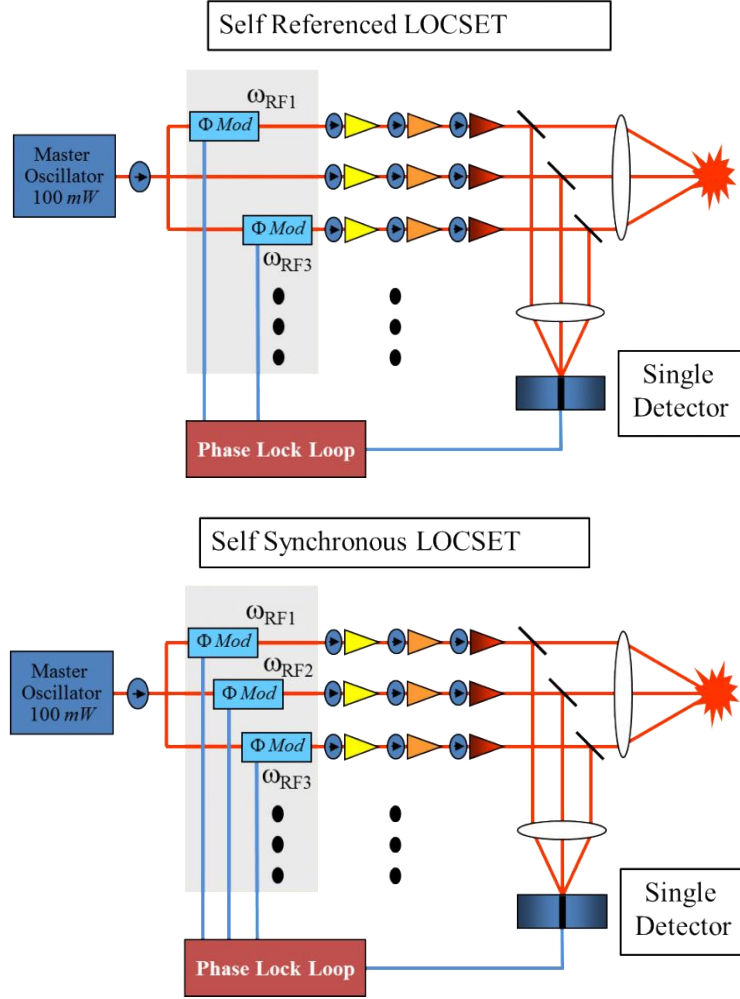 Self Referenced LOCSET
ωRF1
Φ Mod
Master
Oscillator
100 mW
Φ Mod
ωRF3
Single
Detector
Phase Lock Loop
Self Synchronous LOCSET
ωRF1
Φ Mod
ωRF2
Master
Oscillator
100 mW
Φ Mod
Φ Mod
ωRF3
Single
Detector
Phase Lock Loop